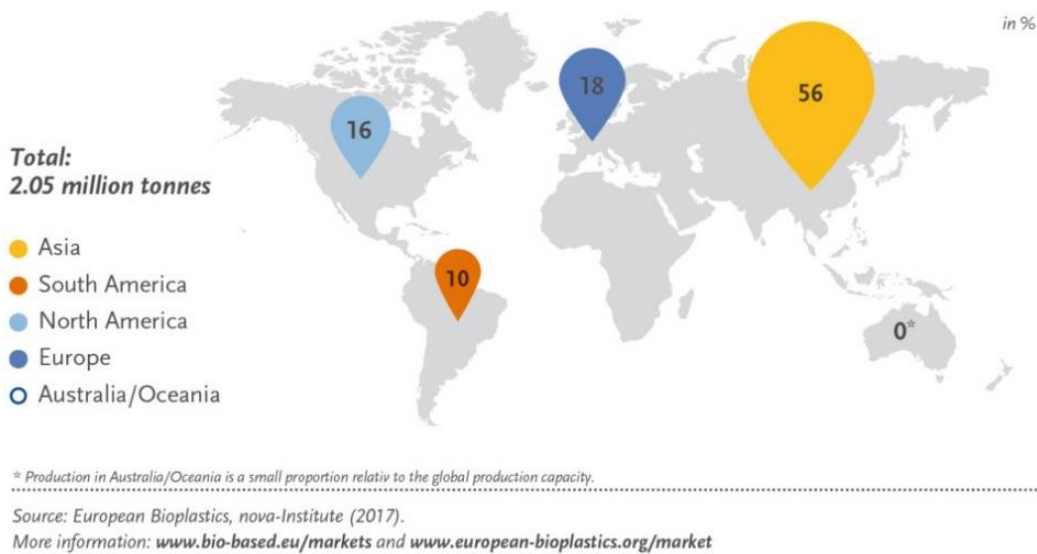 in %
16
18
56
Total:
2.05 million tonnes
Asia
South America
North America
Europe
Australia/Oceania
10
0*
* Production in Australia/Oceania is a small proportion relativ to the global production capacity.
Source: European Bioplastics, nova-Institute (2017).
More information: www.bio-based.eu/markets and www.european-bioplastics.org/market